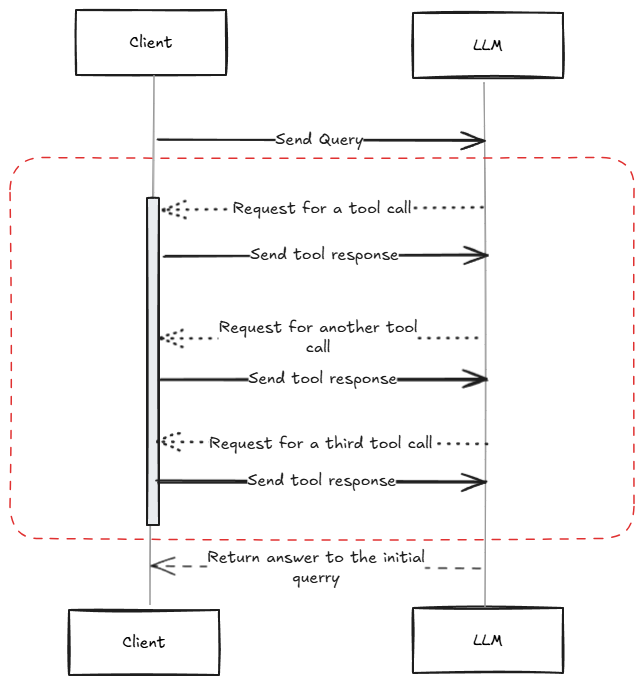 Client
LLM
Send Query
Request for a tool call
Send tool response
Request for another tool
call
Send tool response
Request for a third tool call
Send tool response
Return answer to the initial
querry
Client
LLM